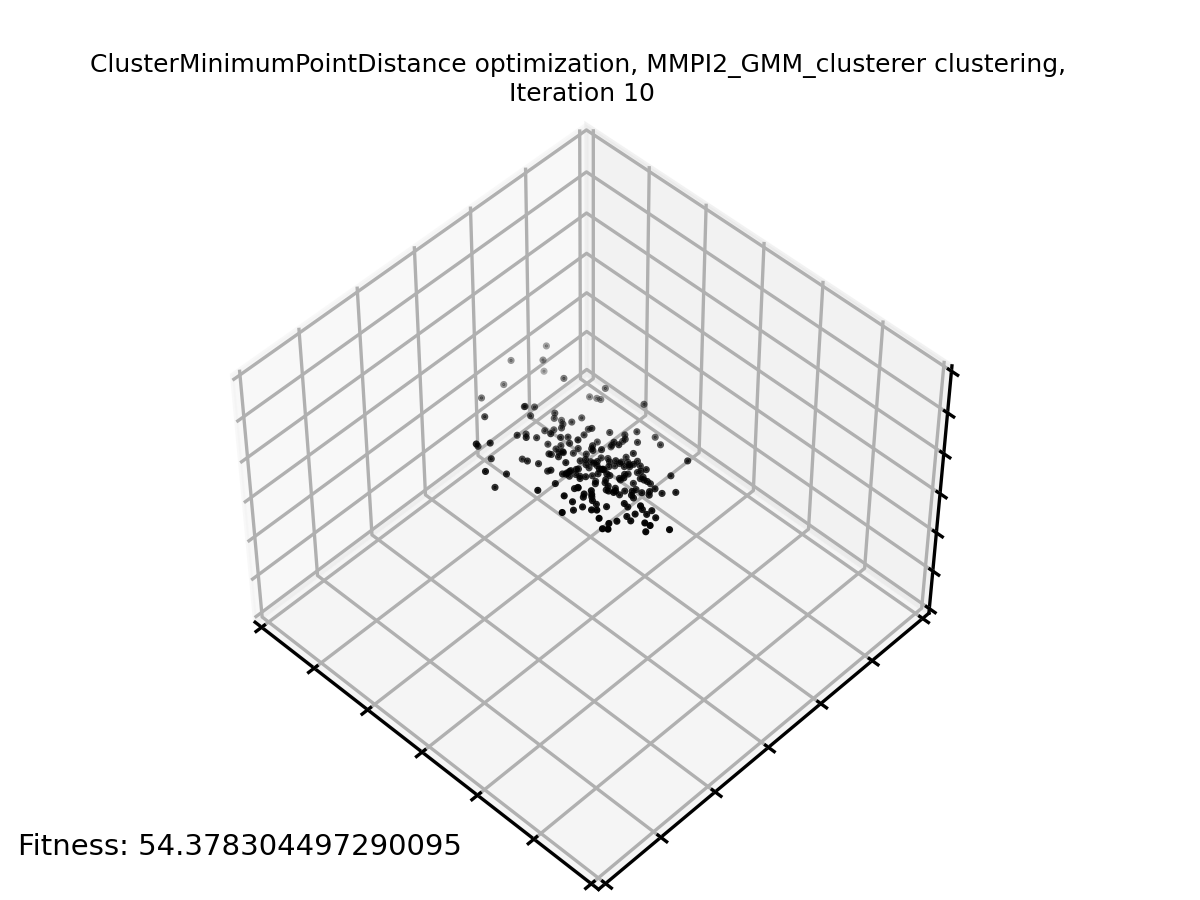 ClusterMinimumPointDistance optimization, MMPI2_GMM_clusterer clustering,
Iteration 10
Fitness: 54.378304497290095